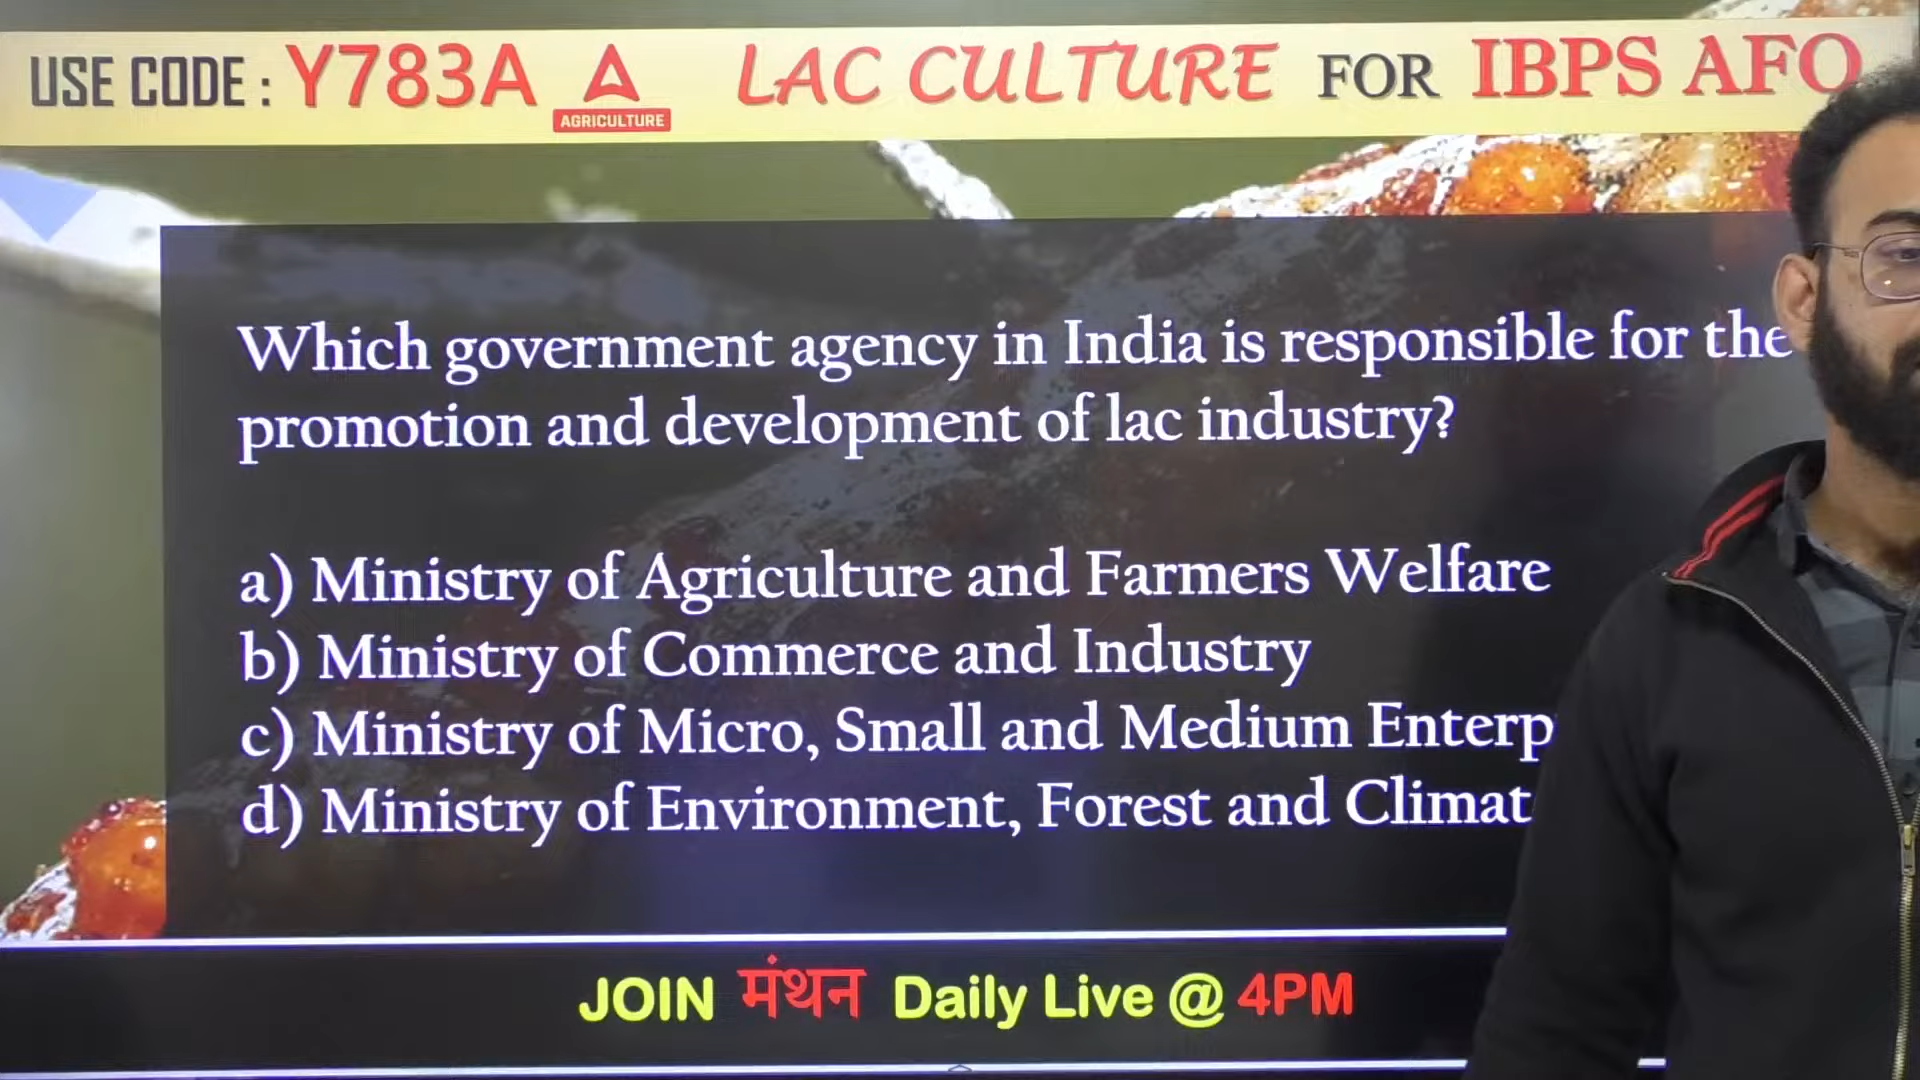 USE CODE : Y783A
AGRICULTURE
LAC CULTURE FOR IBPS AFO
Which government agency in India is responsible for the
promotion and development of lac industry?
a) Ministry of Agriculture and Farmers Welfare
b) Ministry of Commerce and Industry
c) Ministry of Micro, Small and Medium Enterp
d) Ministry of Environment, Forest and Climat
JOIN मंथन Daily Live @ 4PM